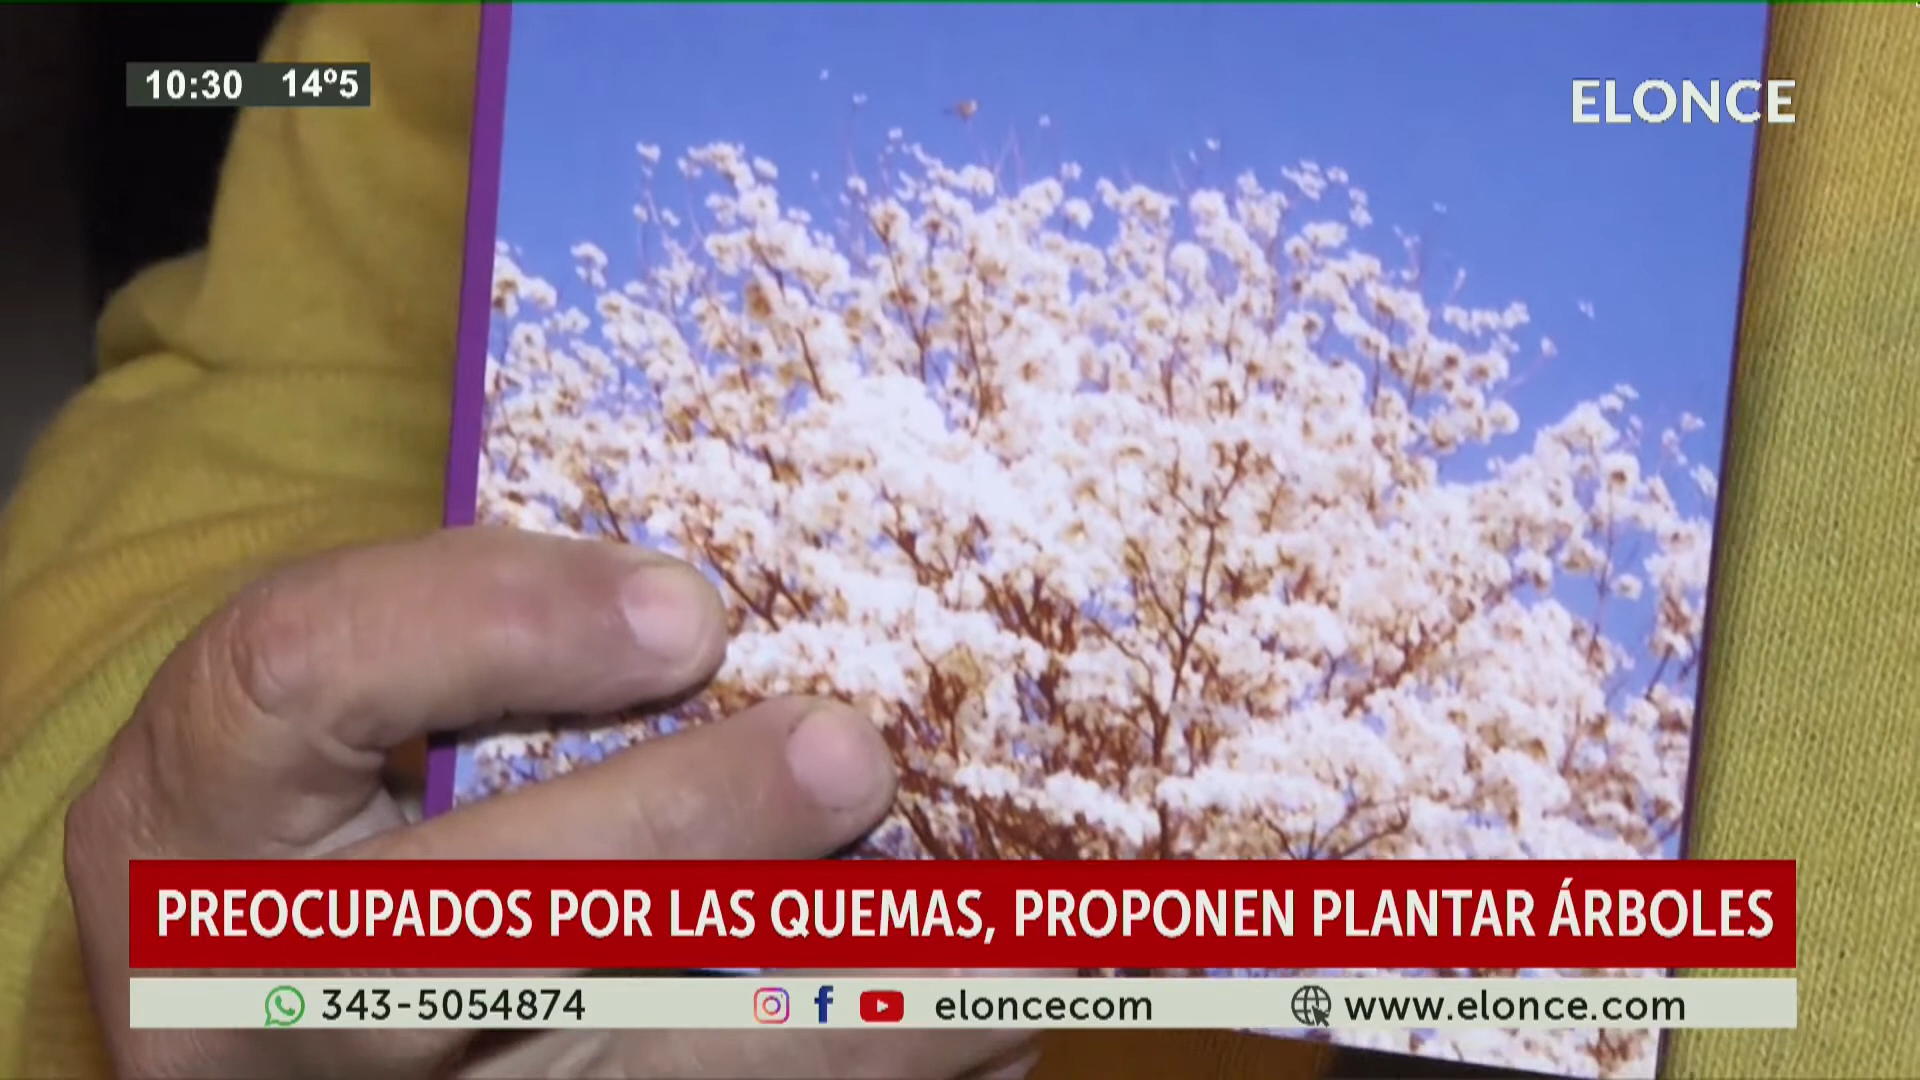 10:30 14º5
ELONCE
PREOCUPADOS POR LAS QUEMAS, PROPONEN PLANTAR ÁRBOLES
343-5054874 eloncecom www.elonce.com